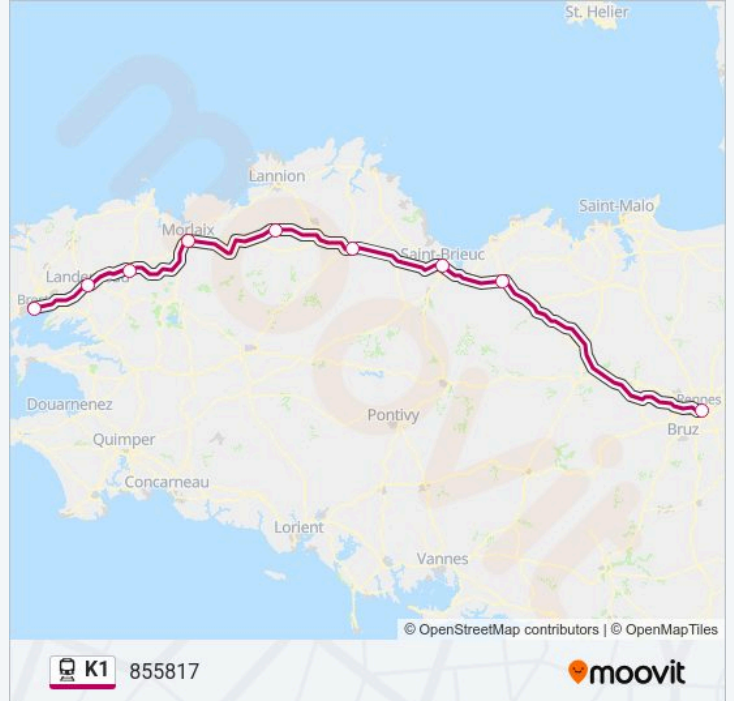 St. Helier
Lannion
Saint-Malo
Morlaix
Saint-Brieuc
Rennes
Douarnenez
Pontivy
Bruz
Quimper
Concarneau
Lorient
Vannes
© OpenStreetMap contributors | © OpenMapTiles
K1 855817
moovit